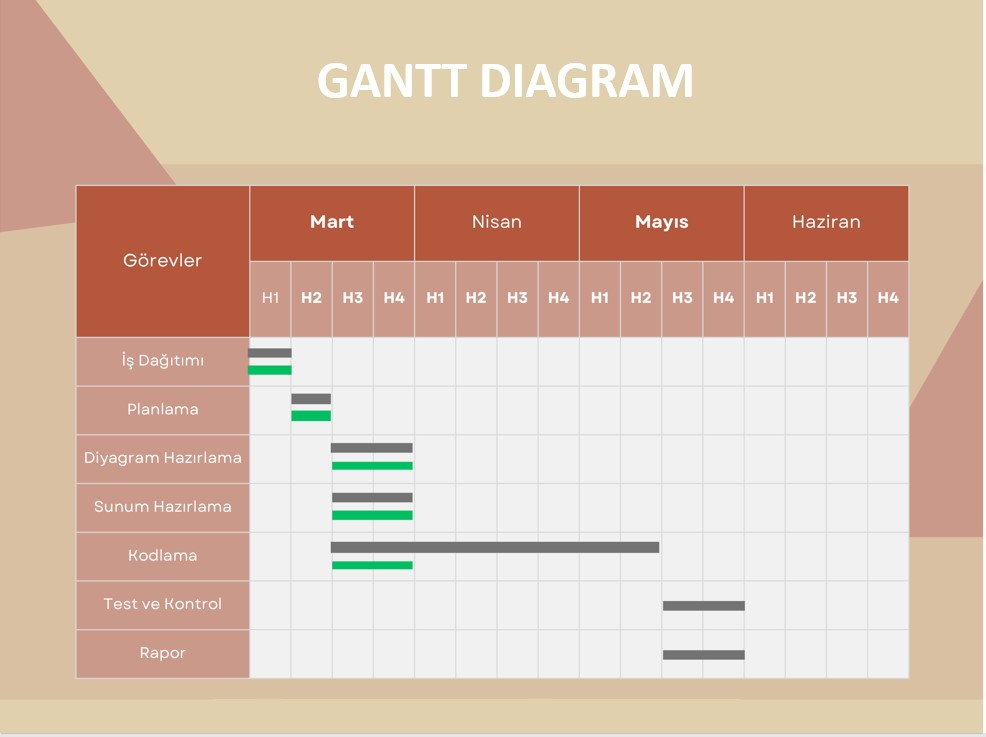 GANTT DIAGRAM
Görevler
Mart Nisan Mayıs Haziran
H1 H2 H3 H4 H1 H2 H3 H4 H1 H2 H3 H4 H1 H2 H3 H4
İş Dağıtımı
Planlama
Diyagram Hazırlama
Sunum Hazırlama
Kodlama
Test ve Kontrol
Rapor